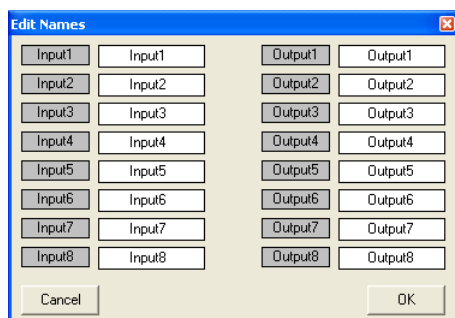 Edit Names
Input1 Input1 Output1 Output1
Input2 Input2 Output2 Output2
Input3 Input3 Output3 Output3
Input4 Input4 Output4 Output4
Input5 Input5 Output5 Output5
Input6 Input6 Output6 Output6
Input7 Input7 Output7 Output7
Input8 Input8 Output8 Output8
Cancel OK